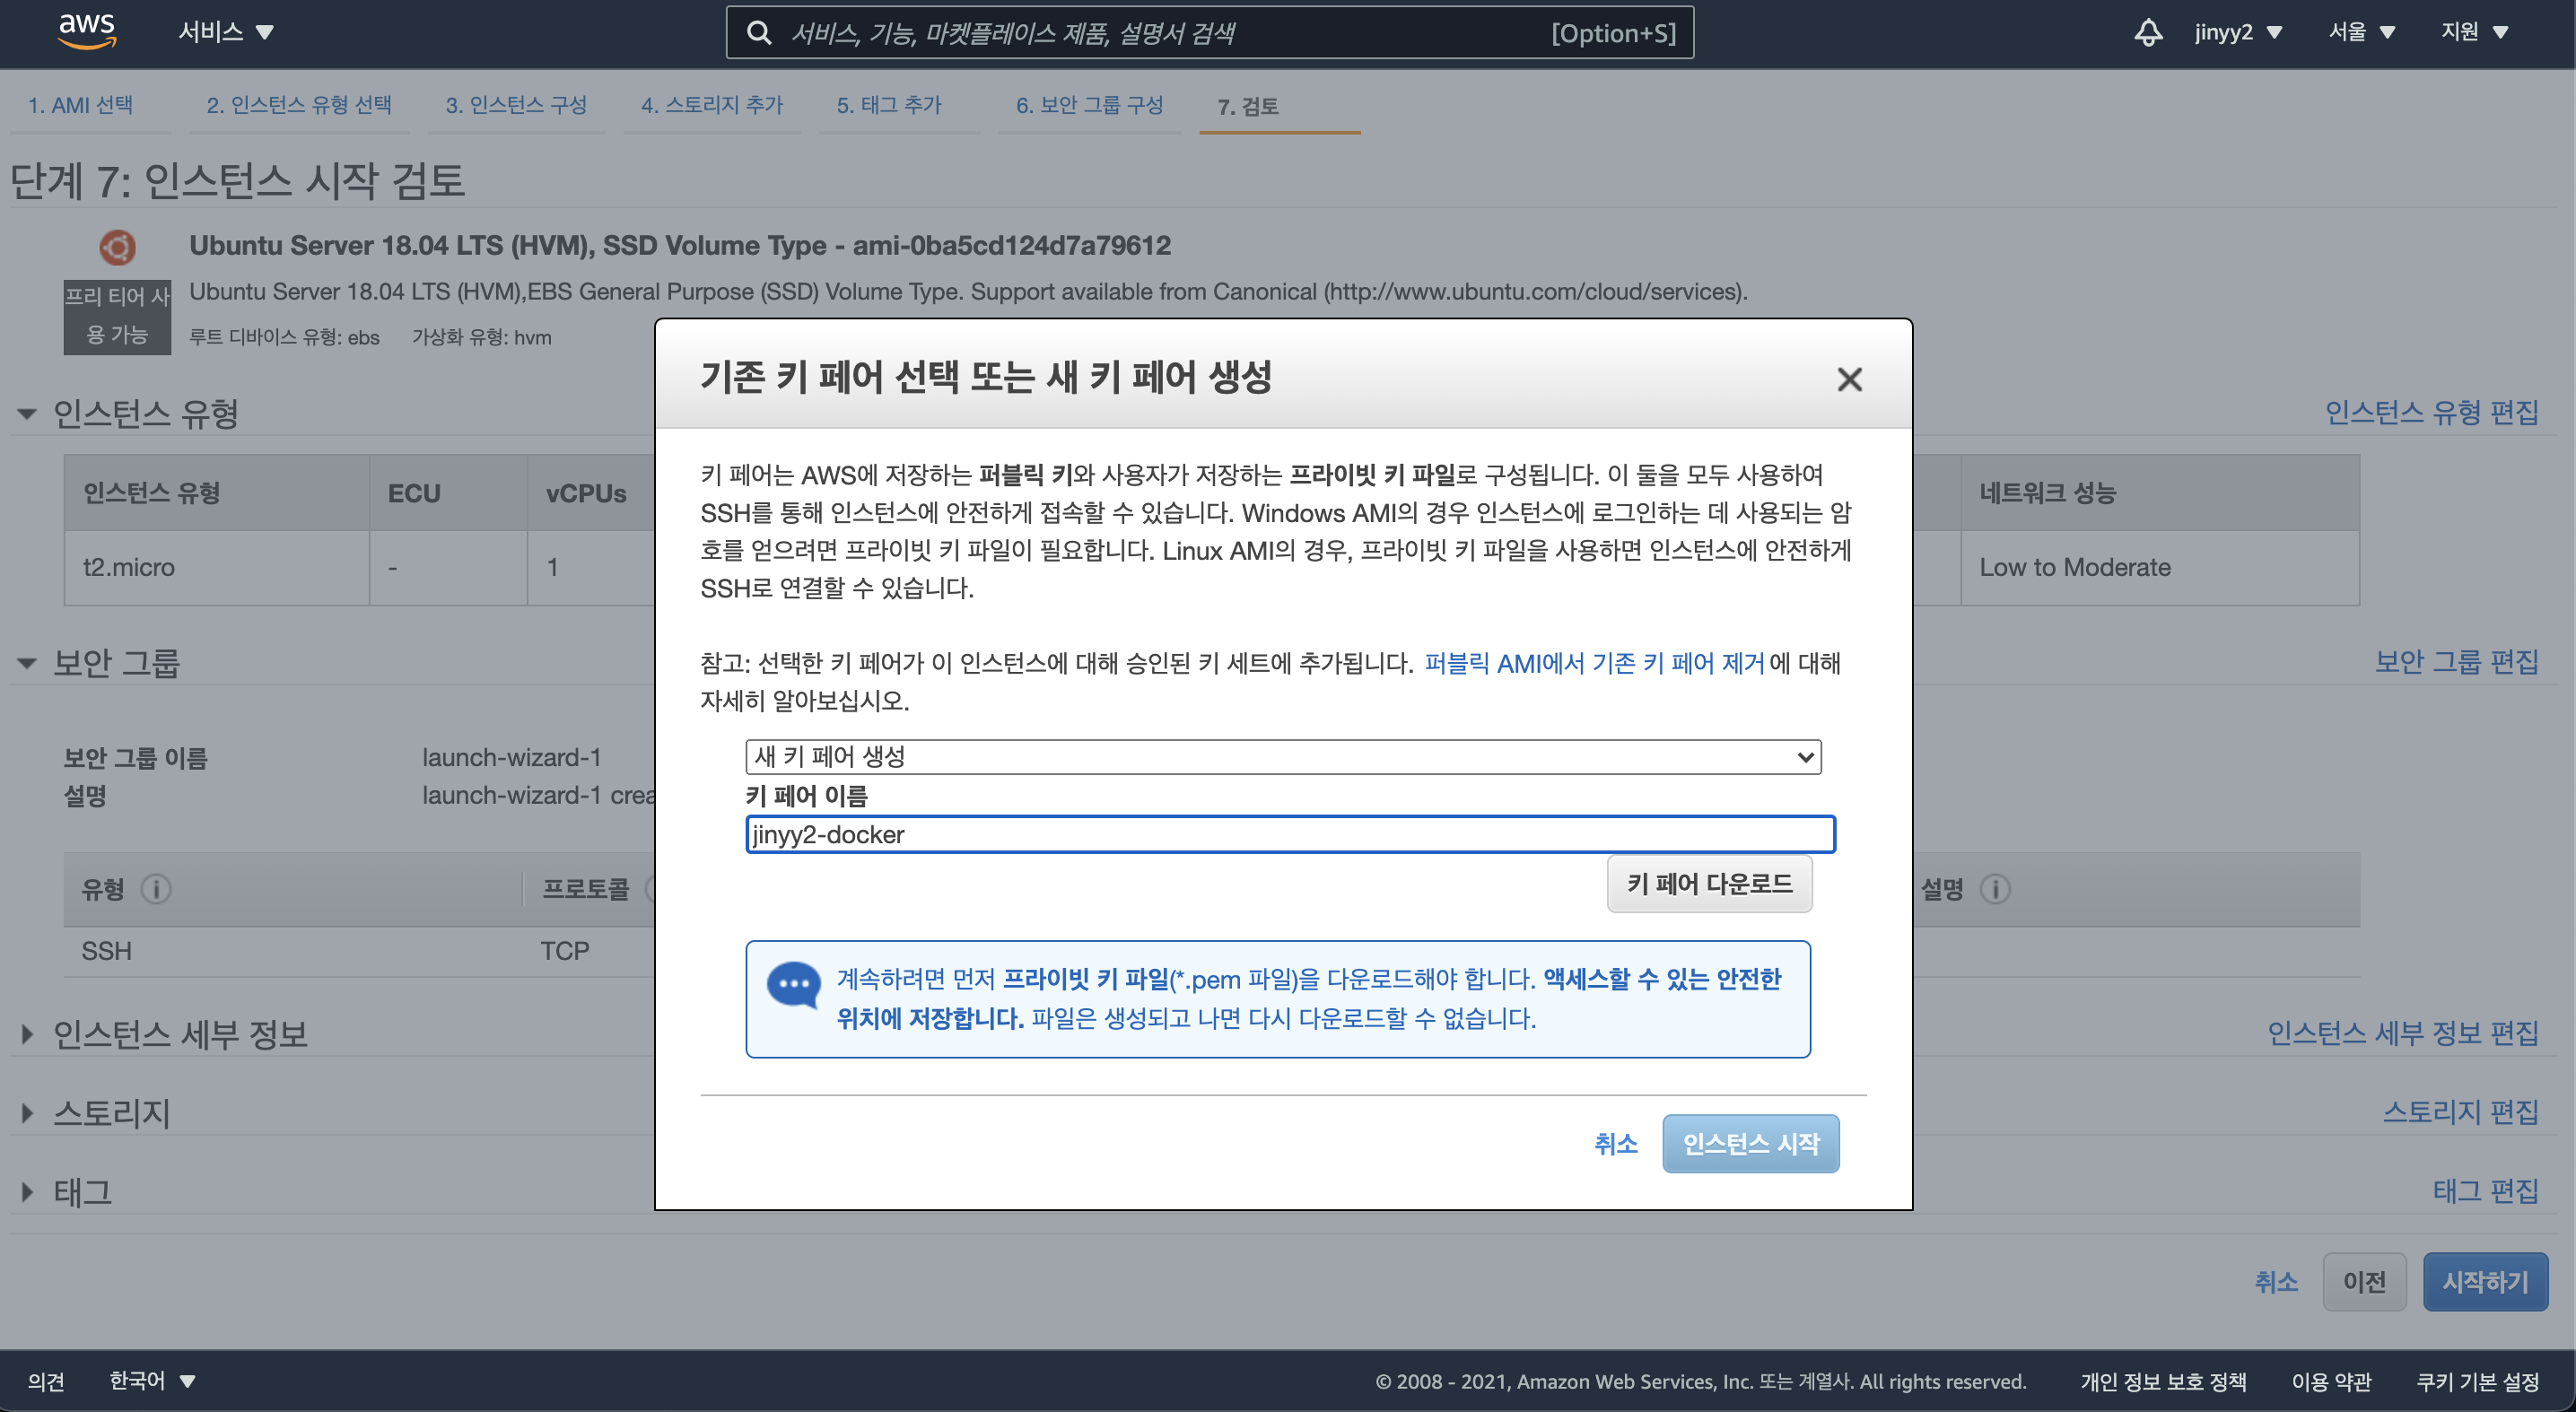 aws
서비스
서비스, 기능, 마켓플레이스 제품, 설명서 검색
[Option+S]
jinyy2
서울
지원
1. AMI 선택
2. 인스턴스 유형 선택
3. 인스턴스 구성
4. 스토리지 추가
5. 태그 추가
6. 보안 그룹 구성
7. 검토
단계 7: 인스턴스 시작 검토
Ubuntu Server 18.04 LTS (HVM), SSD Volume Type - ami-0ba5cd124d7a79612
프리 티어 사
용 가능
Ubuntu Server 18.04 LTS (HVM),EBS General Purpose (SSD) Volume Type. Support available from Canonical (http://www.ubuntu.com/cloud/services).
루트 디바이스 유형: ebs 가상화 유형: hvm
인스턴스 유형
인스턴스 유형 편집
인스턴스 유형
ECU
vCPUs
네트워크 성능
t2.micro
-
1
Low to Moderate
보안 그룹
보안 그룹 편집
보안 그룹 이름
launch-wizard-1
설명
launch-wizard-1 crea
유형
프로토콜
설명
SSH
TCP
인스턴스 세부 정보
인스턴스 세부 정보 편집
스토리지
스토리지 편집
태그
태그 편집
기존 키 페어 선택 또는 새 키 페어 생성
키 페어는 AWS에 저장하는 퍼블릭 키와 사용자가 저장하는 프라이빗 키 파일로 구성됩니다. 이 둘을 모두 사용하여
SSH를 통해 인스턴스에 안전하게 접속할 수 있습니다. Windows AMI의 경우 인스턴스에 로그인하는 데 사용되는 암
호를 얻으려면 프라이빗 키 파일이 필요합니다. Linux AMI의 경우, 프라이빗 키 파일을 사용하면 인스턴스에 안전하게
SSH로 연결할 수 있습니다.
참고: 선택한 키 페어가 이 인스턴스에 대해 승인된 키 세트에 추가됩니다. 퍼블릭 AMI에서 기존 키 페어 제거 에 대해
자세히 알아보십시오.
새 키 페어 생성
키 페어 이름
jinyy2-docker
키 페어 다운로드
계속하려면 먼저 프라이빗 키 파일(*.pem 파일)을 다운로드해야 합니다. 액세스할 수 있는 안전한
위치에 저장합니다. 파일은 생성되고 나면 다시 다운로드할 수 없습니다.
취소
인스턴스 시작
취소
이전
시작하기
의견
한국어
© 2008 - 2021, Amazon Web Services, Inc. 또는 계열사. All rights reserved.
개인 정보 보호 정책
이용 약관
쿠키 기본 설정